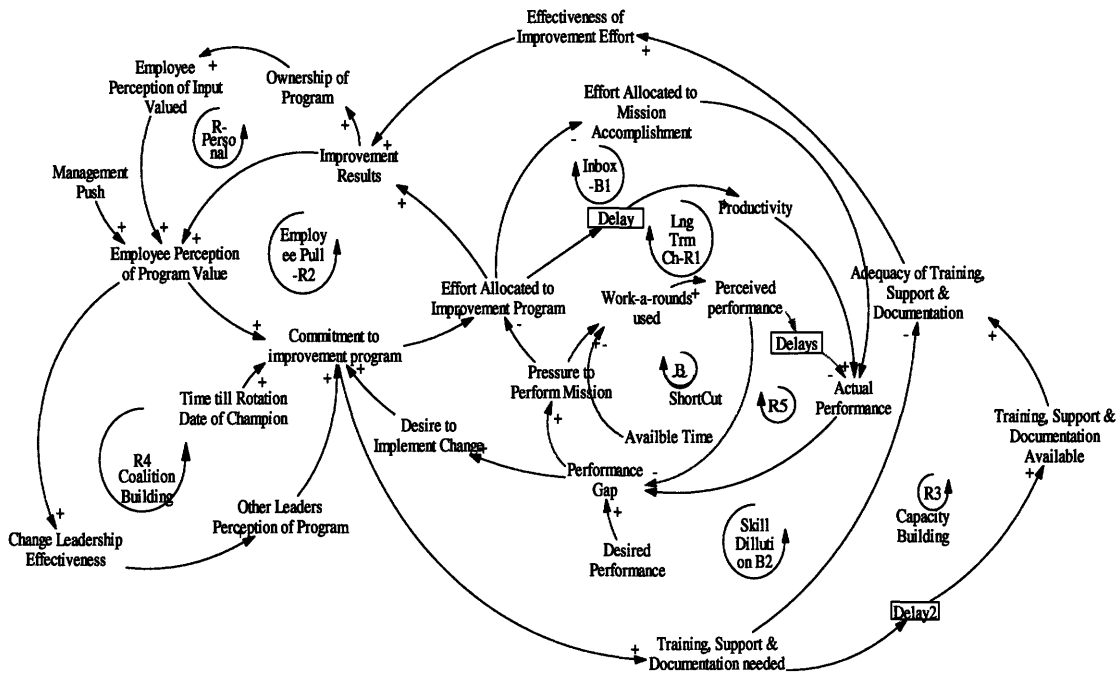 Effectiveness of
Improvement Effort
+
Employee
Perception of Input
Valued
+
Ownership of
Program
+
R-
Perso
nal
Effort Allocated to
Mission
Accomplishment
-
Management
Push
+
+
+
Improvement
Results
+
+
Inbox
-B1
Delay
Productivity
Lng
Trm
Ch-R1
Employee Perception
of Program Value
Employ
ee Pull
-R2
Effort Allocated to
Improvement Program
+
-
Work-a-rounds
used
+
+-
Perceived
performance
Adequacy of Training,
Support &
Documentation
-
+
Commitment to
improvement program
+
+
+
+
Delays
-
+
Actual
Performance
Pressure to
Perform Mission
+
B
ShortCut
R5
Time till Rotation
Date of Champion
Desire to
Implement Change
+
Availble Time
Training, Support &
Documentation
Available
+
R4
Coalition
Building
Performance
Gap
-
+
R3
Capacity
Building
Other Leaders
Perception of Program
+
Change Leadership
Effectiveness
+
Desired
Performance
Skill
Dilluti
on B2
Delay2
Training, Support &
Documentation needed
+